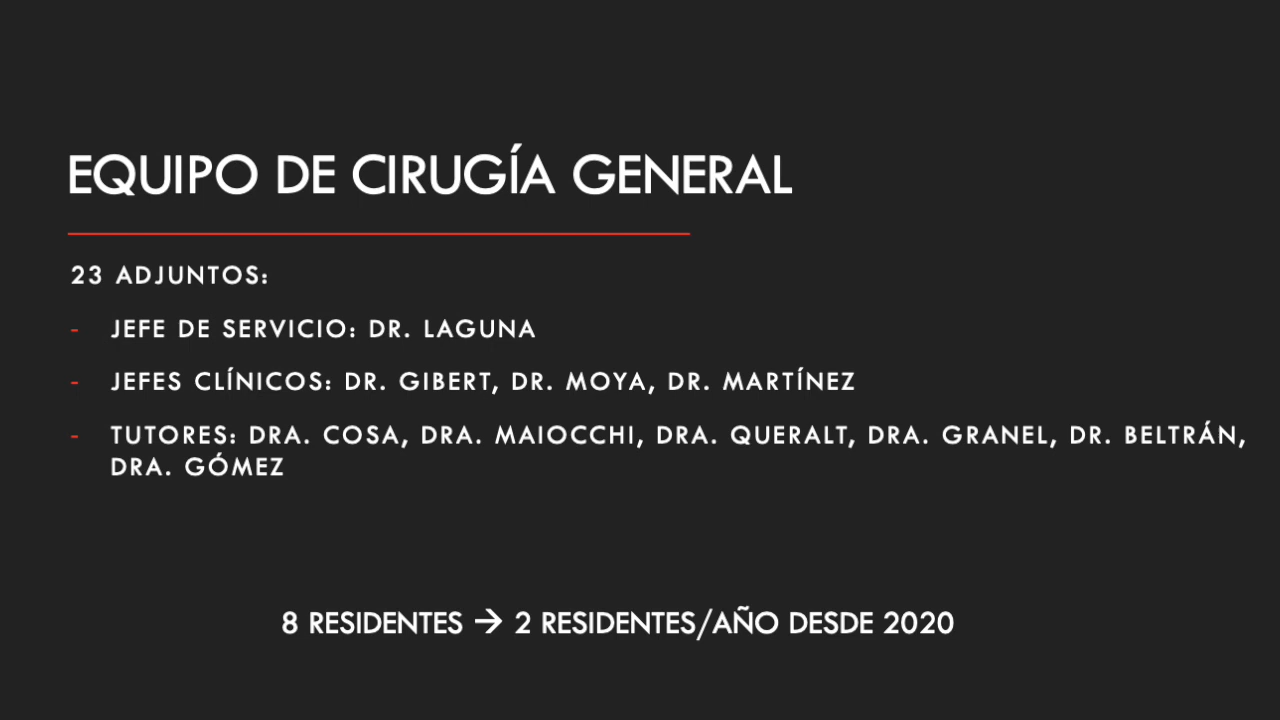 EQUIPO DE CIRUGÍA GENERAL
23 ADJUNTOS:
- JEFE DE SERVICIO: DR. LAGUNA
- JEFES CLÍNICOS: DR. GIBERT, DR. MOYA, DR. MARTÍNEZ
- TUTORES: DRA. COSA, DRA. MAIOCCHI, DRA. QUERALT, DRA. GRANEL, DR. BELTRÁN,
DRA. GÓMEZ
8 RESIDENTES → 2 RESIDENTES/AÑO DESDE 2020